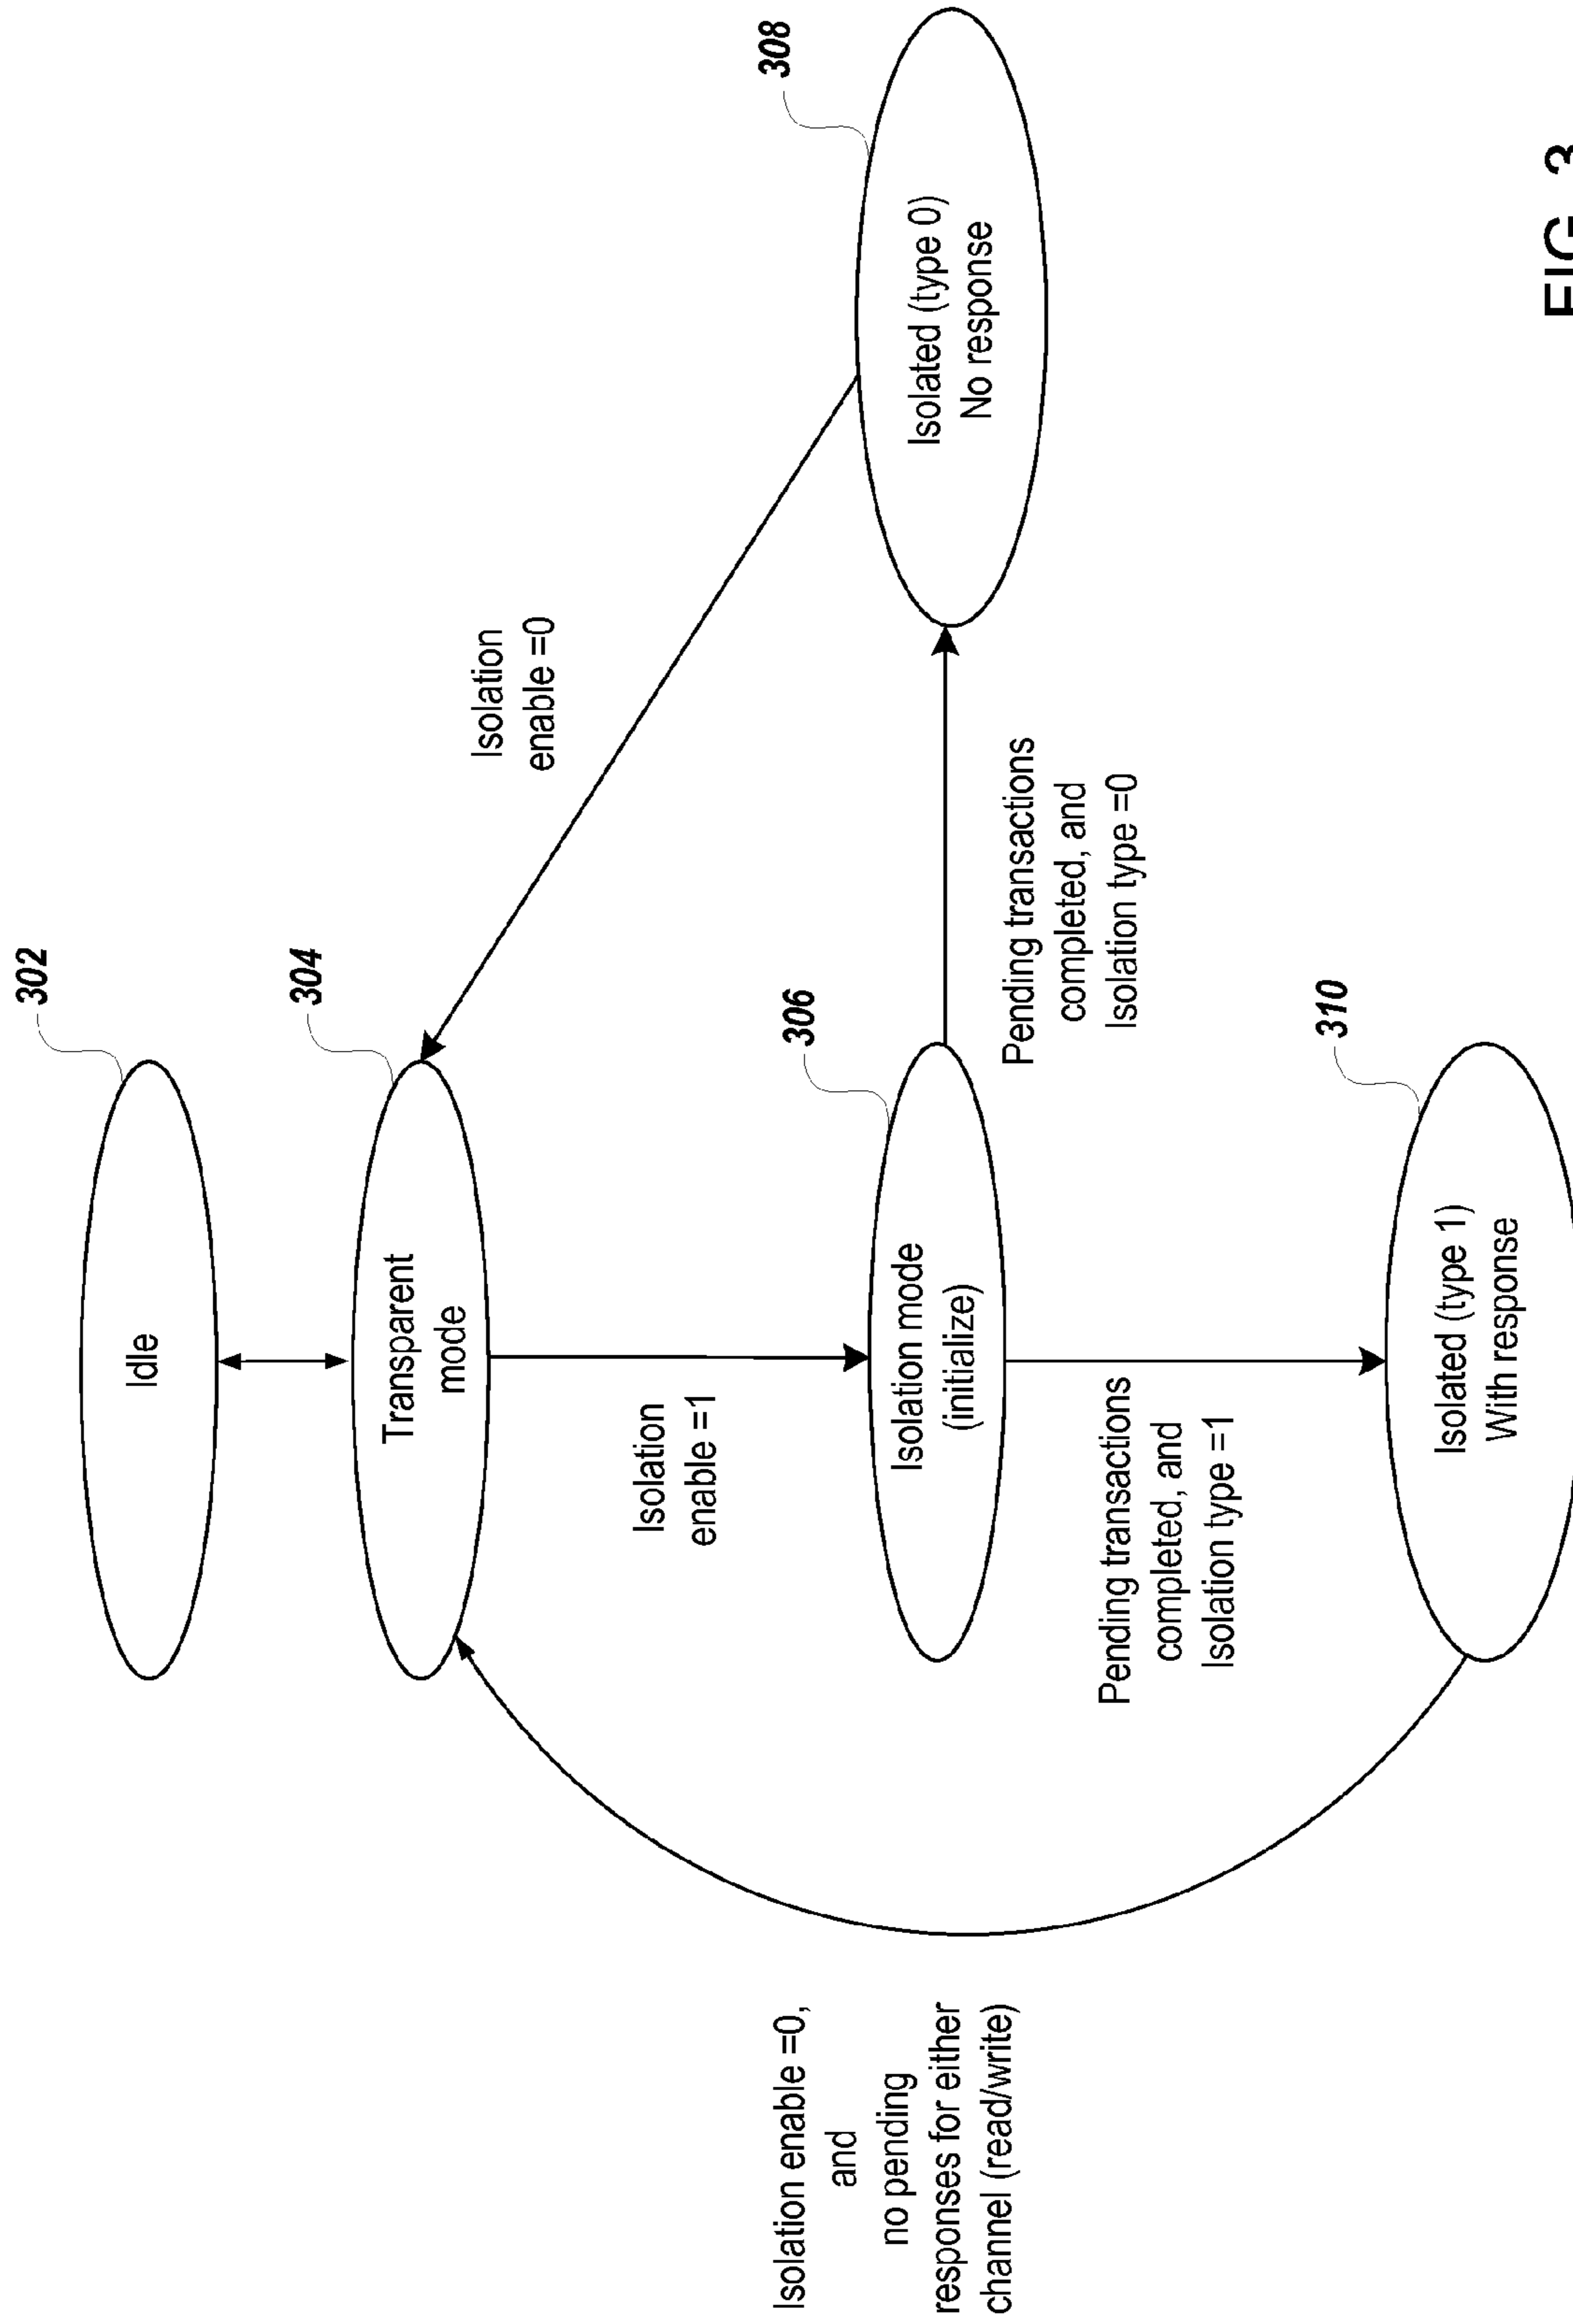 302
Idle
304
Transparent
mode
Isolation
enable =0
Isolation
enable =1
308
306
Isolation mode
(initialize)
Isolated (type 0)
No response
Isolation enable =0,
and
no pending
responses for either
channel (read/write)
Pending transactions
completed, and
Isolation type =0
Pending transactions
completed, and
Isolation type =1
310
Isolated (type 1)
With response
FIG. 3